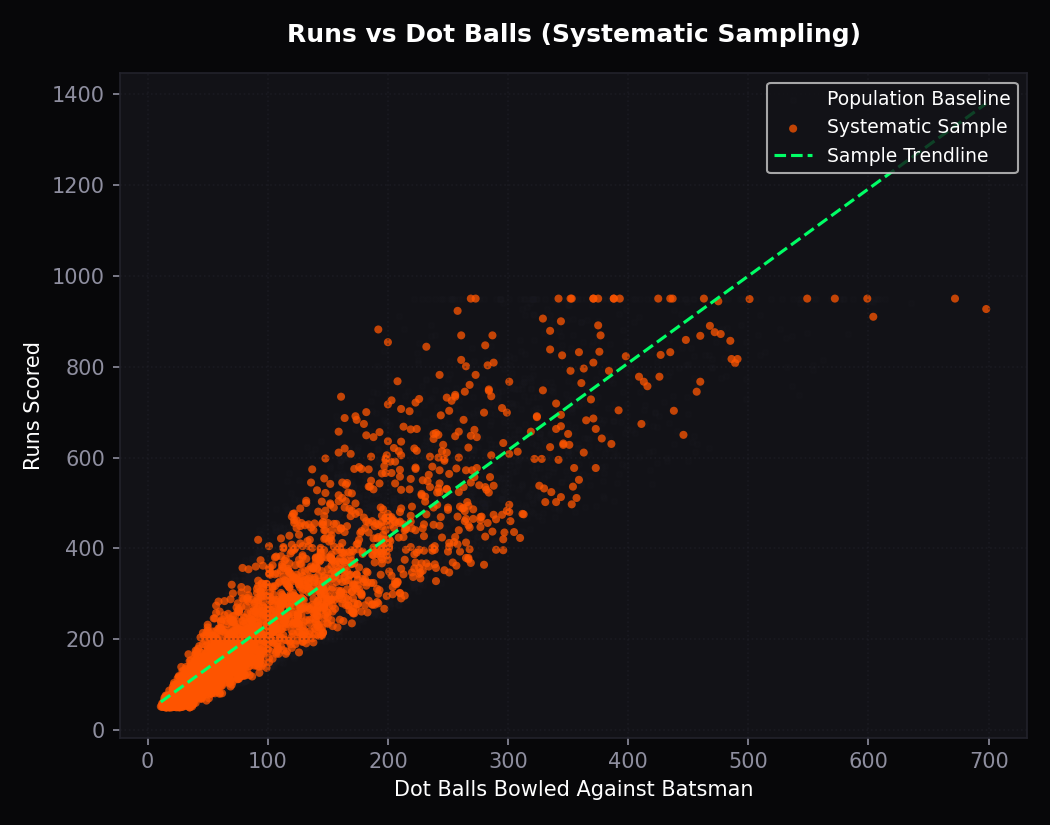 Runs vs Dot Balls (Systematic Sampling)
Population Baseline
Systematic Sample
Sample Trendline
Runs Scored
1400
1200
1000
800
600
400
200
0
0 100 200 300 400 500 600 700
Dot Balls Bowled Against Batsman